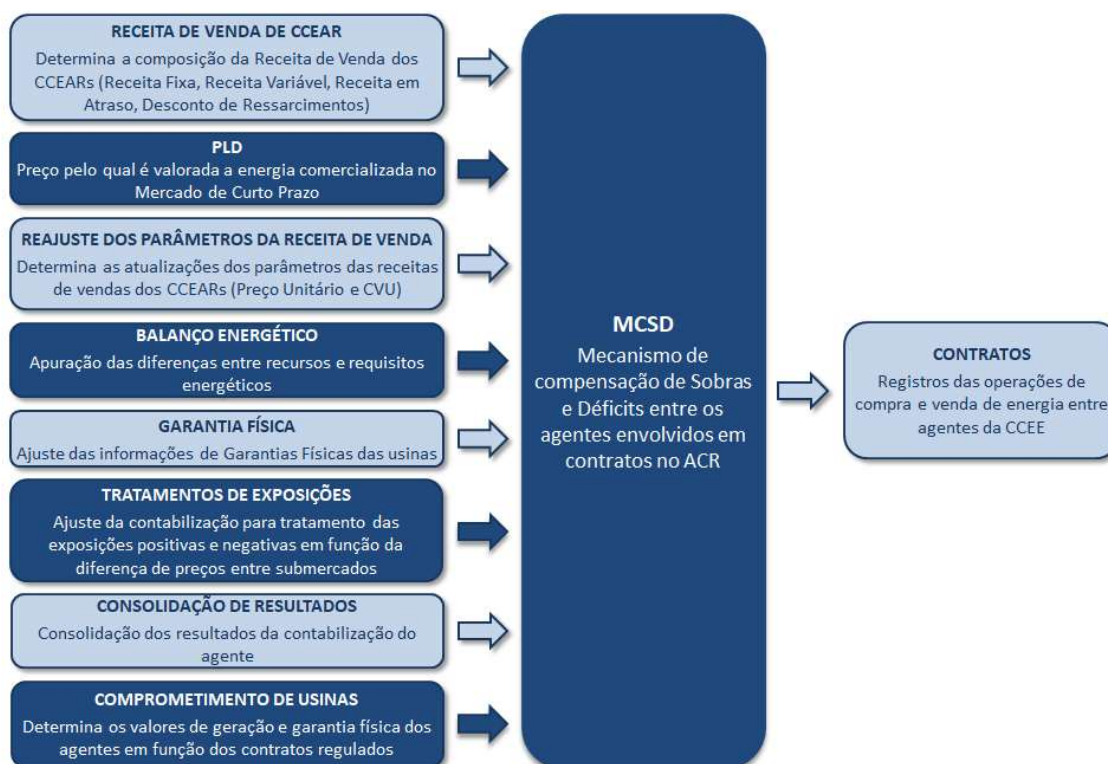 RECEITA DE VENDA DE CCEAR
Determina a composição da Receita de Venda dos
CCEARs (Receita Fixa, Receita Variável, Receita em
Atraso, Desconto de Ressarcimentos)
PLD
Preço pelo qual é valorada a energia comercializada no
Mercado de Curto Prazo
REAJUSTE DOS PARÂMETROS DA RECEITA DE VENDA
Determina as atualizações dos parâmetros das receitas
de vendas dos CCEARs (Preço Unitário e CVU)
BALANÇO ENERGÉTICO
Apuração das diferenças entre recursos e requisitos
energéticos
GARANTIA FÍSICA
Ajuste das informações de Garantias Físicas das usinas
TRATAMENTOS DE EXPOSIÇÕES
Ajuste da contabilização para tratamento das
exposições positivas e negativas em função da
diferença de preços entre submercados
CONSOLIDAÇÃO DE RESULTADOS
Consolidação dos resultados da contabilização do
agente
COMPROMETIMENTO DE USINAS
Determina os valores de geração e garantia física dos
agentes em função dos contratos regulados
MCSD
Mecanismo de
compensação de Sobras
e Déficits entre os
agentes envolvidos em
contratos no ACR
CONTRATOS
Registros das operações de
compra e venda de energia entre
agentes da CCEE